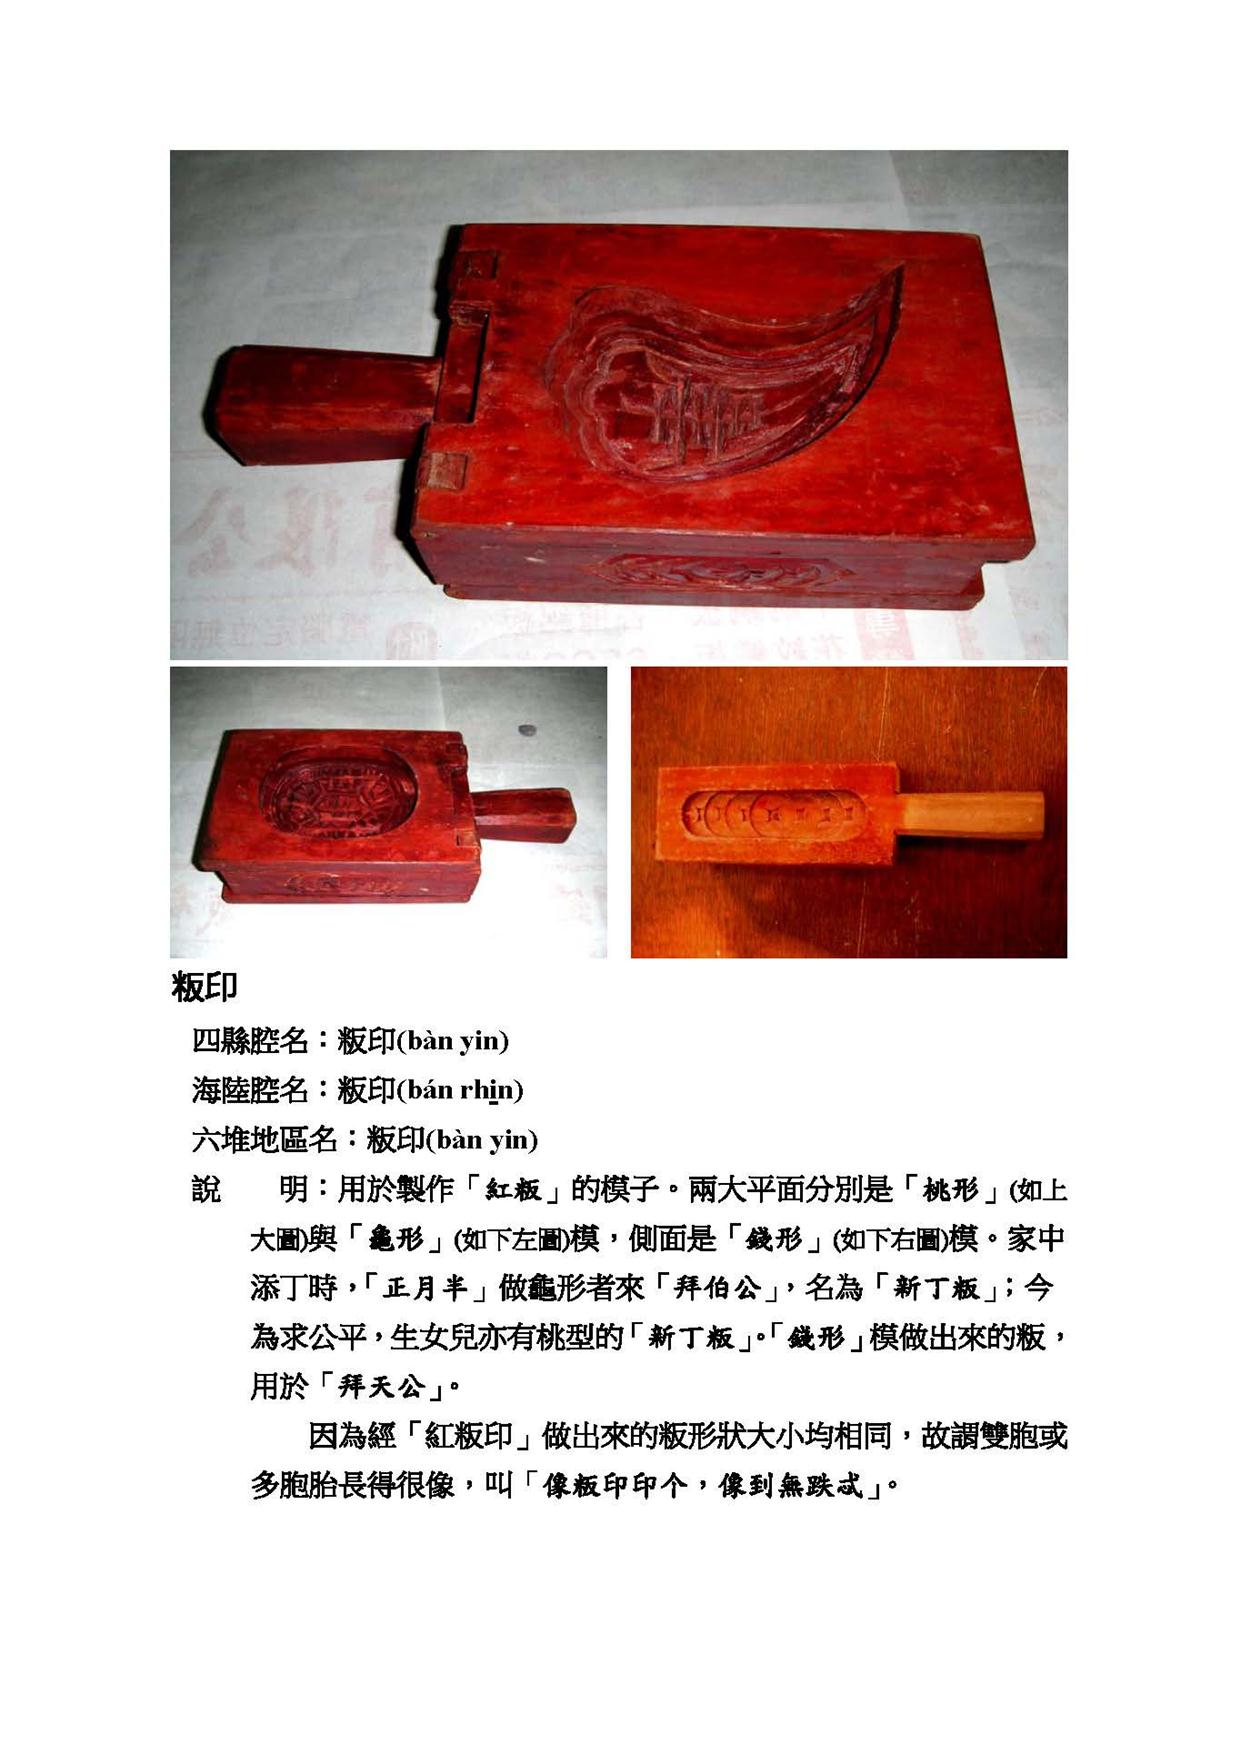 粄印
四縣腔名：粄印(bàn yin)
海陸腔名：粄印(bán rhin)
六堆地區名：粄印(bàn yin)
說　　明：用於製作「紅粄」的模子。兩大平面分別是「桃形」(如上
大圖)與「龜形」(如下左圖)模，側面是「錢形」(如下右圖)模。家中
添丁時，「正月半」做龜形者來「拜伯公」，名為「新丁粄」；今
為求公平，生女兒亦有桃型的「新丁粄」。「錢形」模做出來的粄，
用於「拜天公」。
因為經「紅粄印」做出來的粄形狀大小均相同，故謂雙胞或
多胞胎長得很像，叫「像粄印印个，像到無跌忒」。